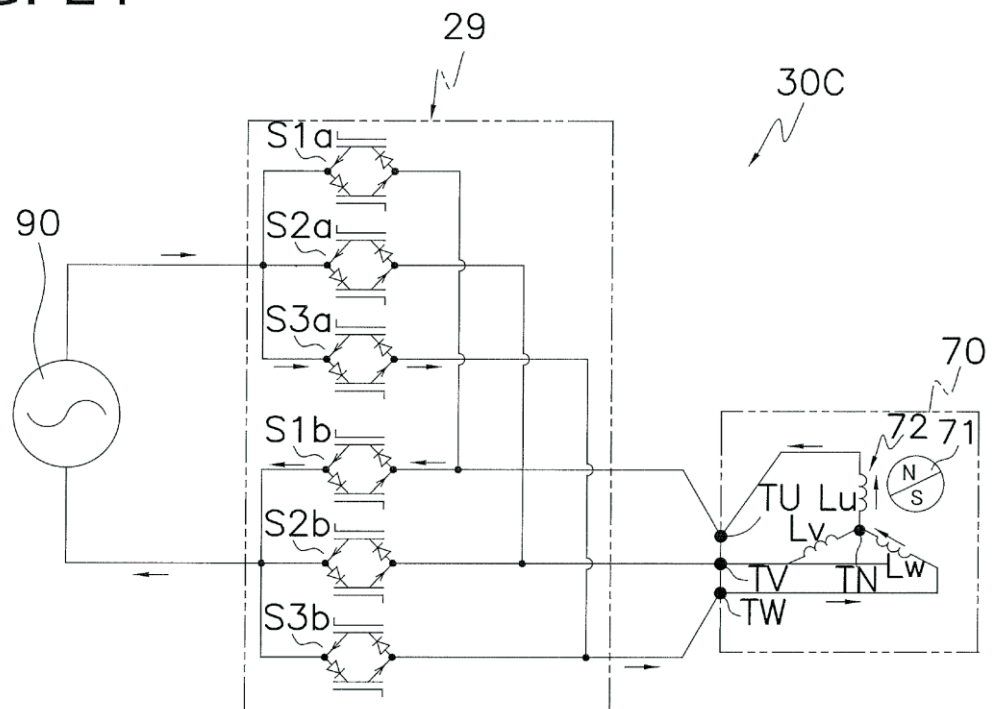 29
30C
S1a
90
S2a
S3a
70
S1b
72
71
N
S
TU
Lu
Lv
S2b
TV
TN
Lw
TW
S3b